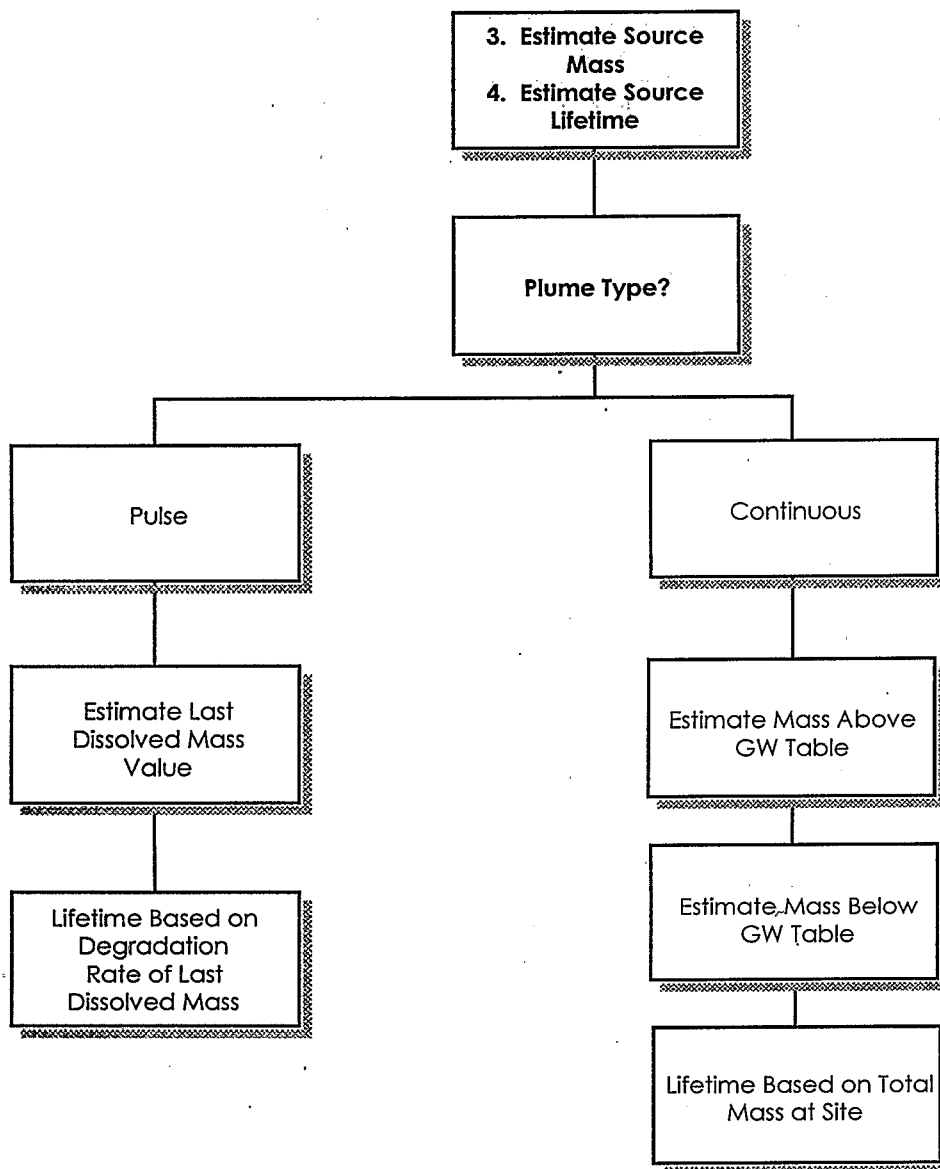 3. Estimate Source
Mass
4. Estimate Source
Lifetime
Plume Type?
Pulse
Continuous
Estimate Last
Dissolved Mass
Value
Estimate Mass Above
GW Table
Lifetime Based on
Degradation
Rate of Last
Dissolved Mass
Estimate Mass Below
GW Table
Lifetime Based on Total
Mass at Site